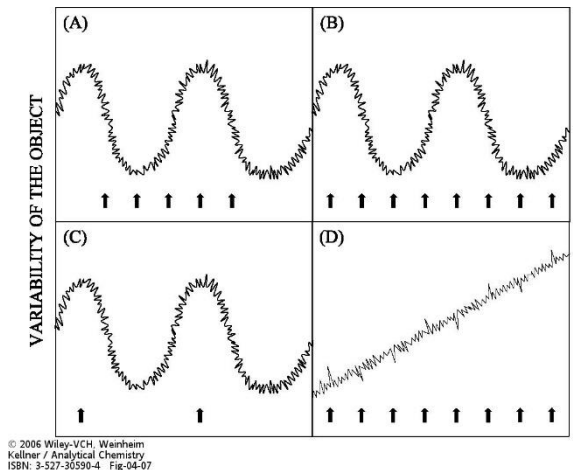 (A)
(B)
VARIABILITY OF THE OBJECT
(C)
(D)
© 2006 Wiley-VCH, Weinheim
Kellner / Analytical Chemistry
ISBN: 3-527-30590-4 Fig-04-07